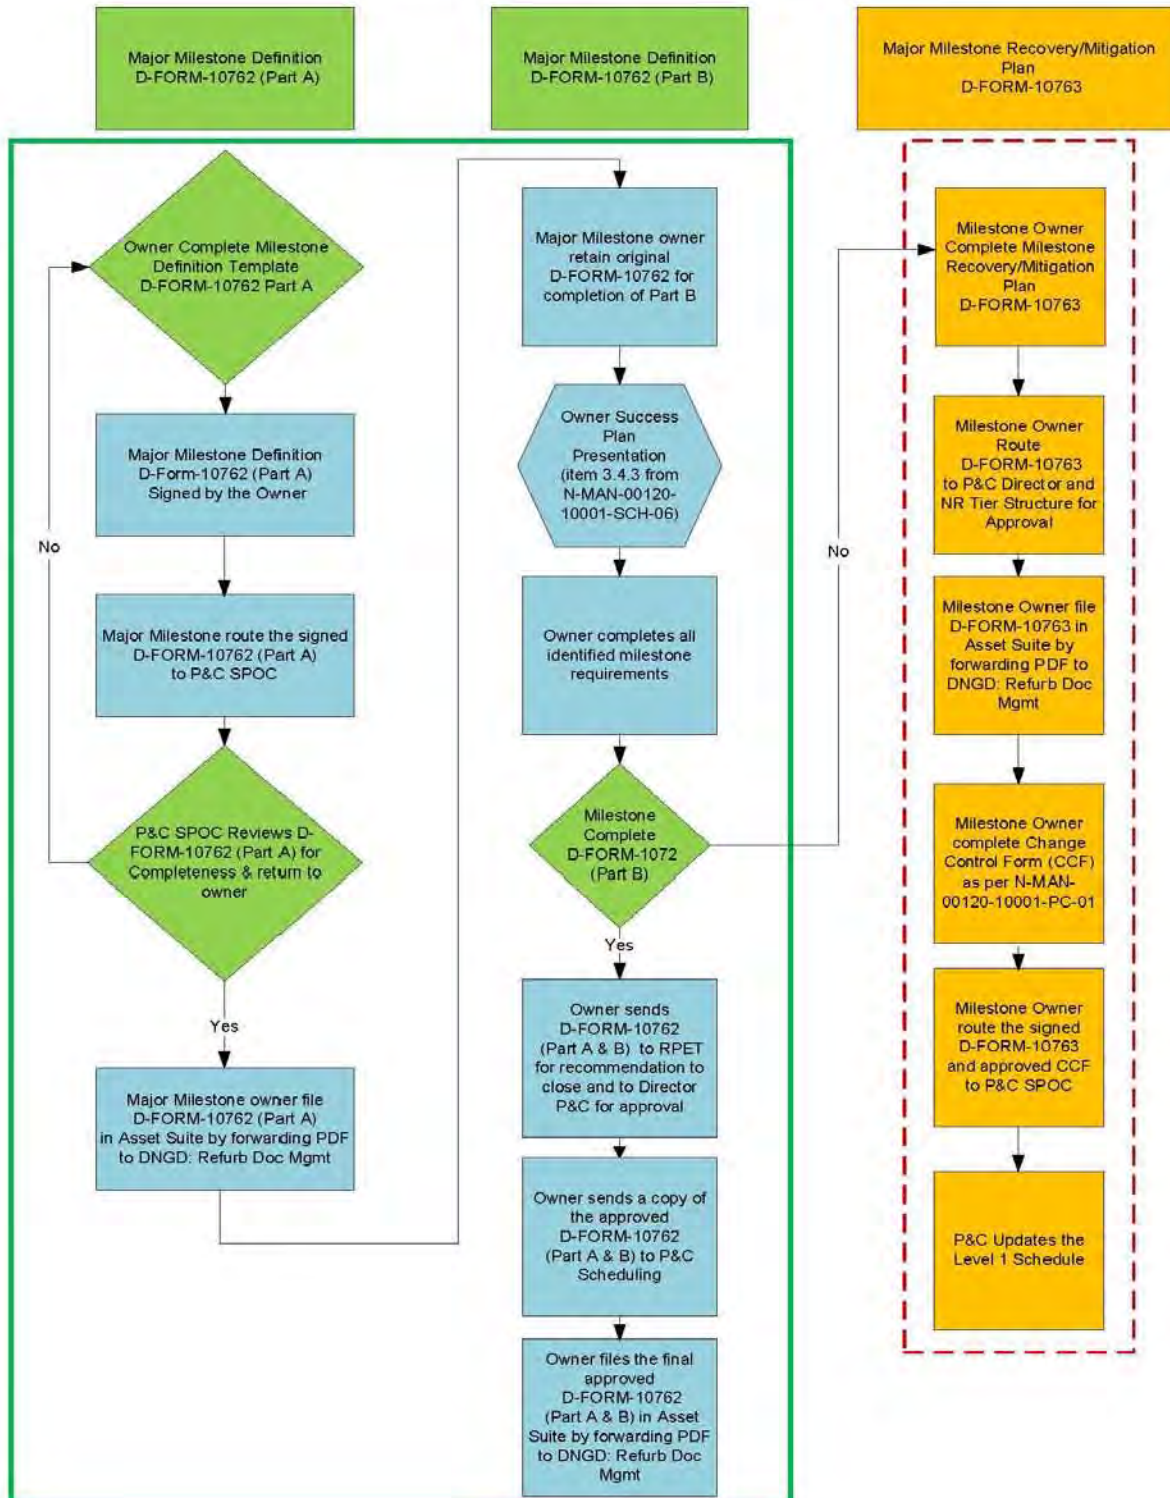 Major Milestone Definition
D-FORM-10762 (Part A)
Major Milestone Definition
D-FORM-10762 (Part B)
Major Milestone Recovery/Mitigation
Plan
D-FORM-10763
Owner Complete Milestone
Definition Template
D-FORM-10762 Part A
Major Milestone Definition
D-Form-10762 (Part A)
Signed by the Owner
No
Major Milestone route the signed
D-FORM-10762 (Part A)
to P&C SPOC
P&C SPOC Reviews D-
FORM-10762 (Part A) for
Completeness & return to
owner
Yes
Major Milestone owner file
D-FORM-10762 (Part A)
in Asset Suite by forwarding PDF
to DNGD: Refurb Doc Mgmt
Major Milestone owner
retain original
D-FORM-10762 for
completion of Part B
Owner Success
Plan
Presentation
(item 3.4.3 from
N-MAN-00120-
10001-SCH-06)
Owner completes all
identified milestone
requirements
Milestone
Complete
D-FORM-1072
(Part B)
Yes
Owner sends
D-FORM-10762
(Part A & B) to RPET
for recommendation to
close and to Director
P&C for approval
Owner sends a copy of
the approved
D-FORM-10762
(Part A & B) to P&C
Scheduling
Owner files the final
approved
D-FORM-10762
(Part A & B) in Asset
Suite by forwarding PDF
to DNGD: Refurb Doc
Mgmt
No
Milestone Owner
Complete Milestone
Recovery/Mitigation
Plan
D-FORM-10763
Milestone Owner
Route
D-FORM-10763
to P&C Director and
NR Tier Structure for
Approval
Milestone Owner file
D-FORM-10763 in
Asset Suite by
forwarding PDF to
DNGD: Refurb Doc
Mgmt
Milestone Owner
complete Change
Control Form (CCF)
as per N-MAN-
00120-10001-PC-01
Milestone Owner
route the signed
D-FORM-10763
and approved CCF
to P&C SPOC
P&C Updates the
Level 1 Schedule